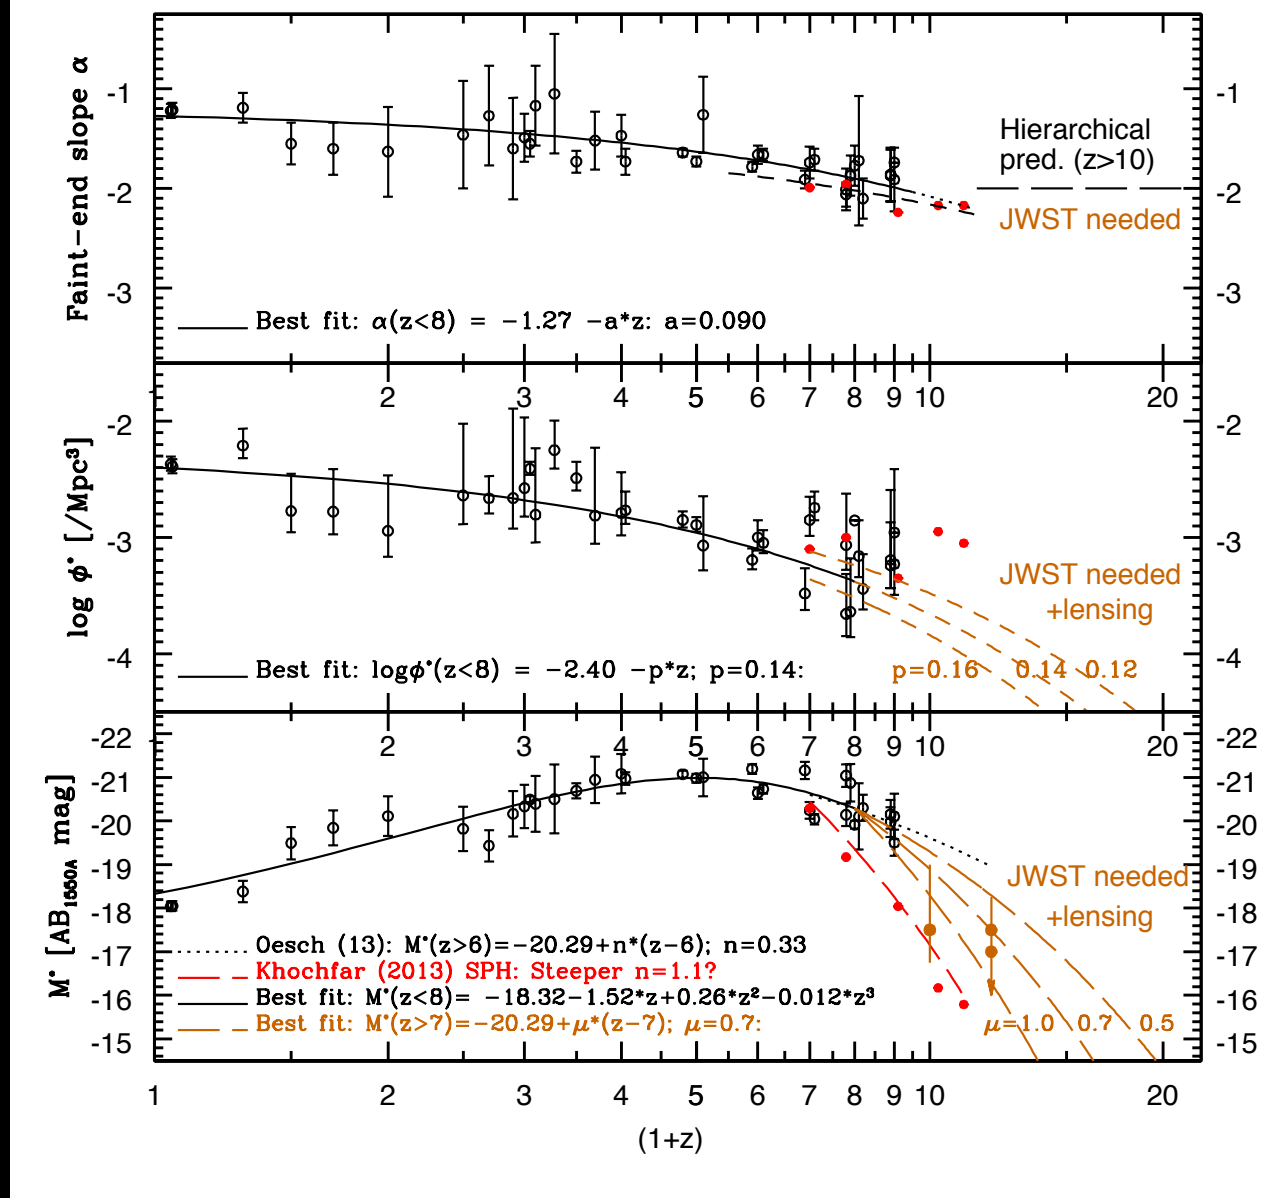 Faint-end slope α
-1
-2
-3
-1
-2
-3
Hierarchical
pred. (z>10)
JWST needed
Best fit: α(z<8) = -1.27 -a*z: a=0.090
1 2 3 4 5 6 7 8 9 10 20
log ϕ* [/Mpc³]
-2
-3
-4
-2
-3
-4
JWST needed
+lensing
Best fit: logϕ*(z<8) = -2.40 -p*z; p=0.14:
p=0.16 0.14 0.12
1 2 3 4 5 6 7 8 9 10 20
M* [AB₁₅₅₀A mag]
-22
-21
-20
-19
-18
-17
-16
-15
-22
-21
-20
-19
-18
-17
-16
-15
JWST needed
+lensing
Oesch (13): M*(z>6)=-20.29+n*(z-6); n=0.33
Khochfar (2013) SPH: Steeper n=1.1?
Best fit: M*(z<8)= -18.32-1.52*z+0.26*z²-0.012*z³
Best fit: M*(z>7)=-20.29+μ*(z-7); μ=0.7:
μ=1.0 0.7 0.5
1 2 3 4 5 6 7 8 9 10 20
(1+z)